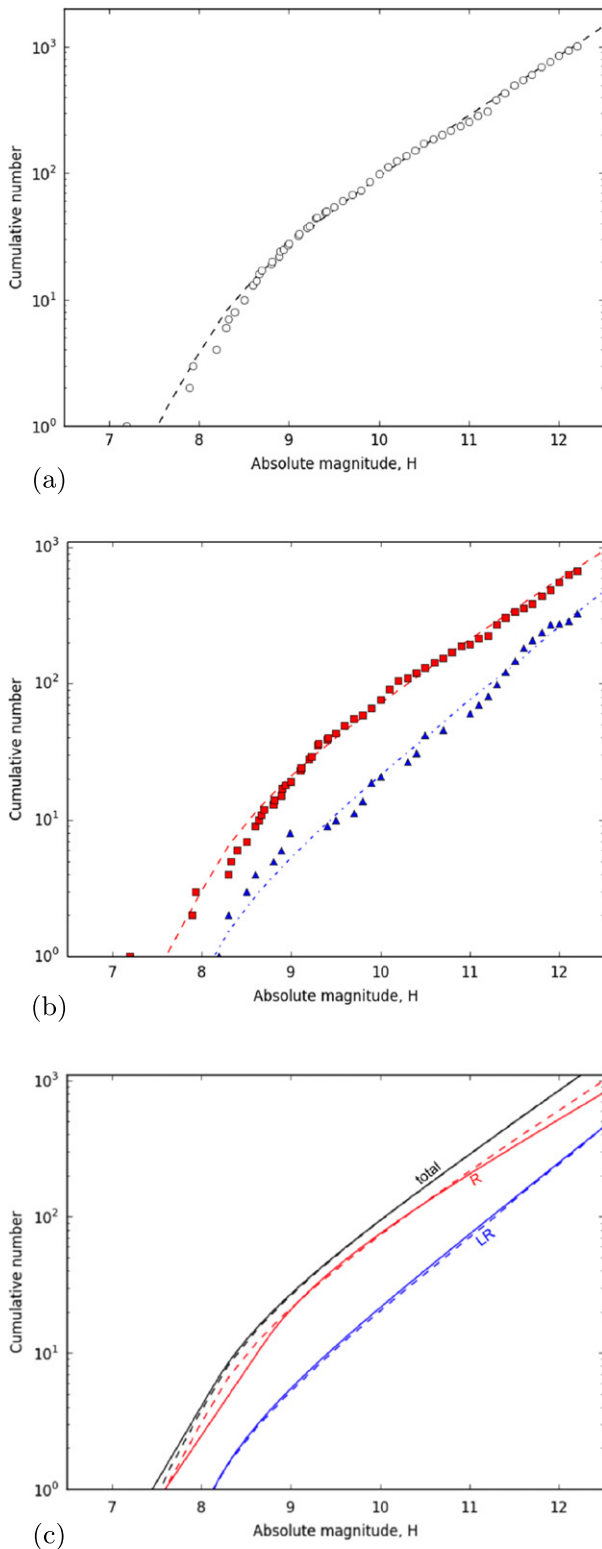 10³
10²
10¹
10⁰
Cumulative number
7 8 9 10 11 12
Absolute magnitude, H
(a)
10³
10²
10¹
10⁰
Cumulative number
7 8 9 10 11 12
Absolute magnitude, H
(b)
10³
10²
10¹
10⁰
Cumulative number
total
R
LR
7 8 9 10 11 12
Absolute magnitude, H
(c)